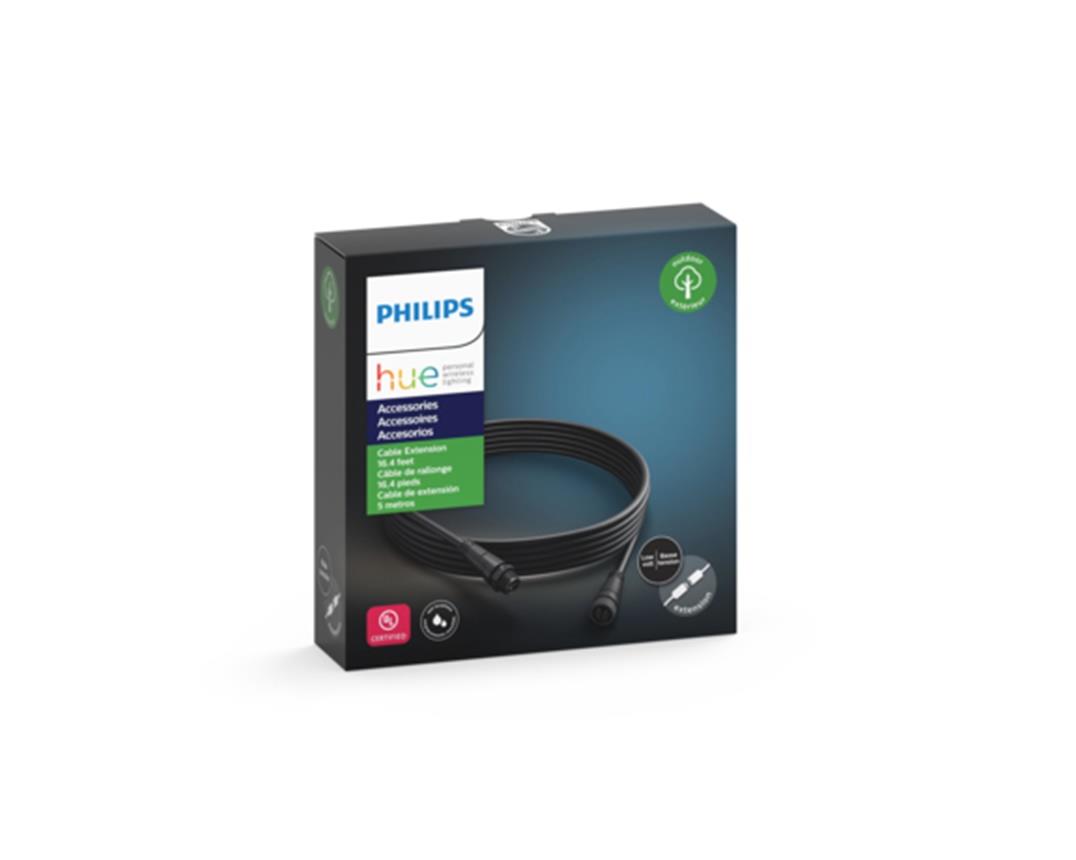 PHILIPS
hue personal
wireless
lighting
Accessories
Accessoires
Accesorios
Cable Extension
16.4 feet
Câble de rallonge
16,4 pieds
Cable de extensión
5 metros
outdoor
extérieur
Low volt
Basse tension
extension
UL
CERTIFIED